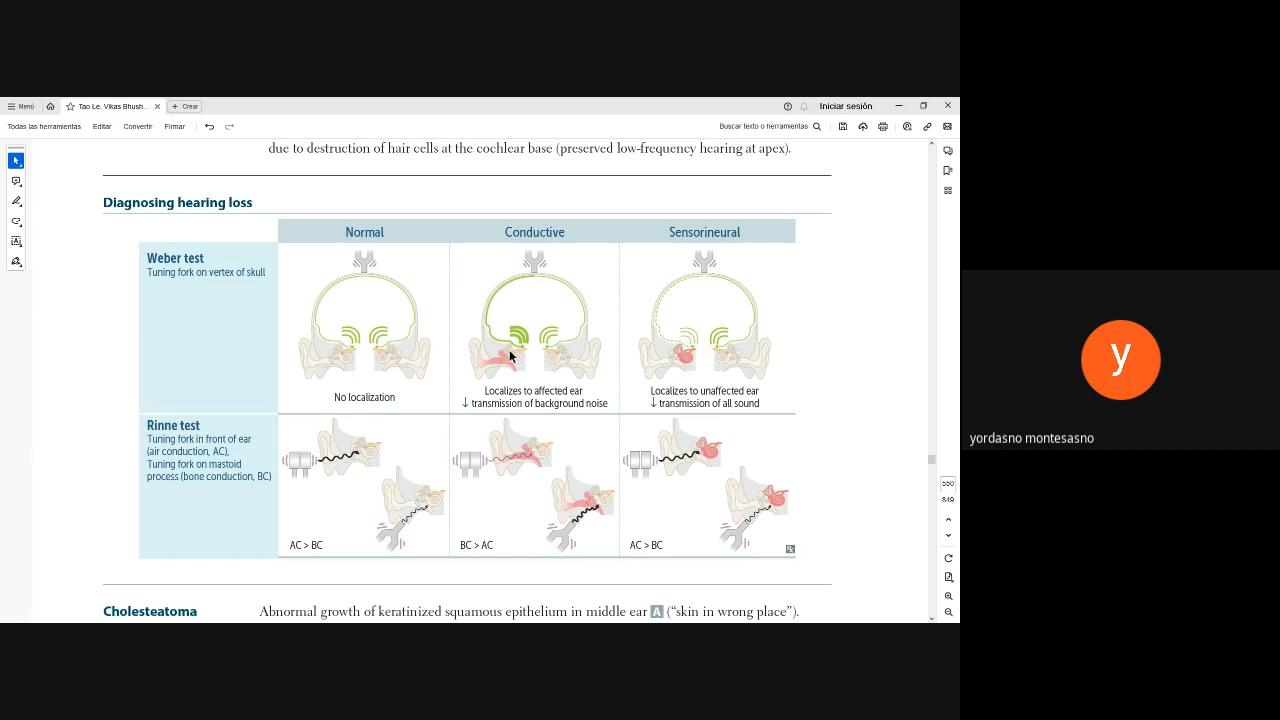 Menú
Tao Le, Vikas Bhush...
Crear
Iniciar sesión
Todas las herramientas
Editar
Convertir
Firmar
Buscar texto o herramientas
due to destruction of hair cells at the cochlear base (preserved low-frequency hearing at apex).
Diagnosing hearing loss
Normal
Conductive
Sensorineural
Weber test
Tuning fork on vertex of skull
No localization
Localizes to affected ear
↓ transmission of background noise
Localizes to unaffected ear
↓ transmission of all sound
Rinne test
Tuning fork in front of ear
(air conduction, AC),
Tuning fork on mastoid
process (bone conduction, BC)
AC > BC
BC > AC
AC > BC
Cholesteatoma
Abnormal growth of keratinized squamous epithelium in middle ear A (“skin in wrong place”).
550
849
y
yordasno montesasno